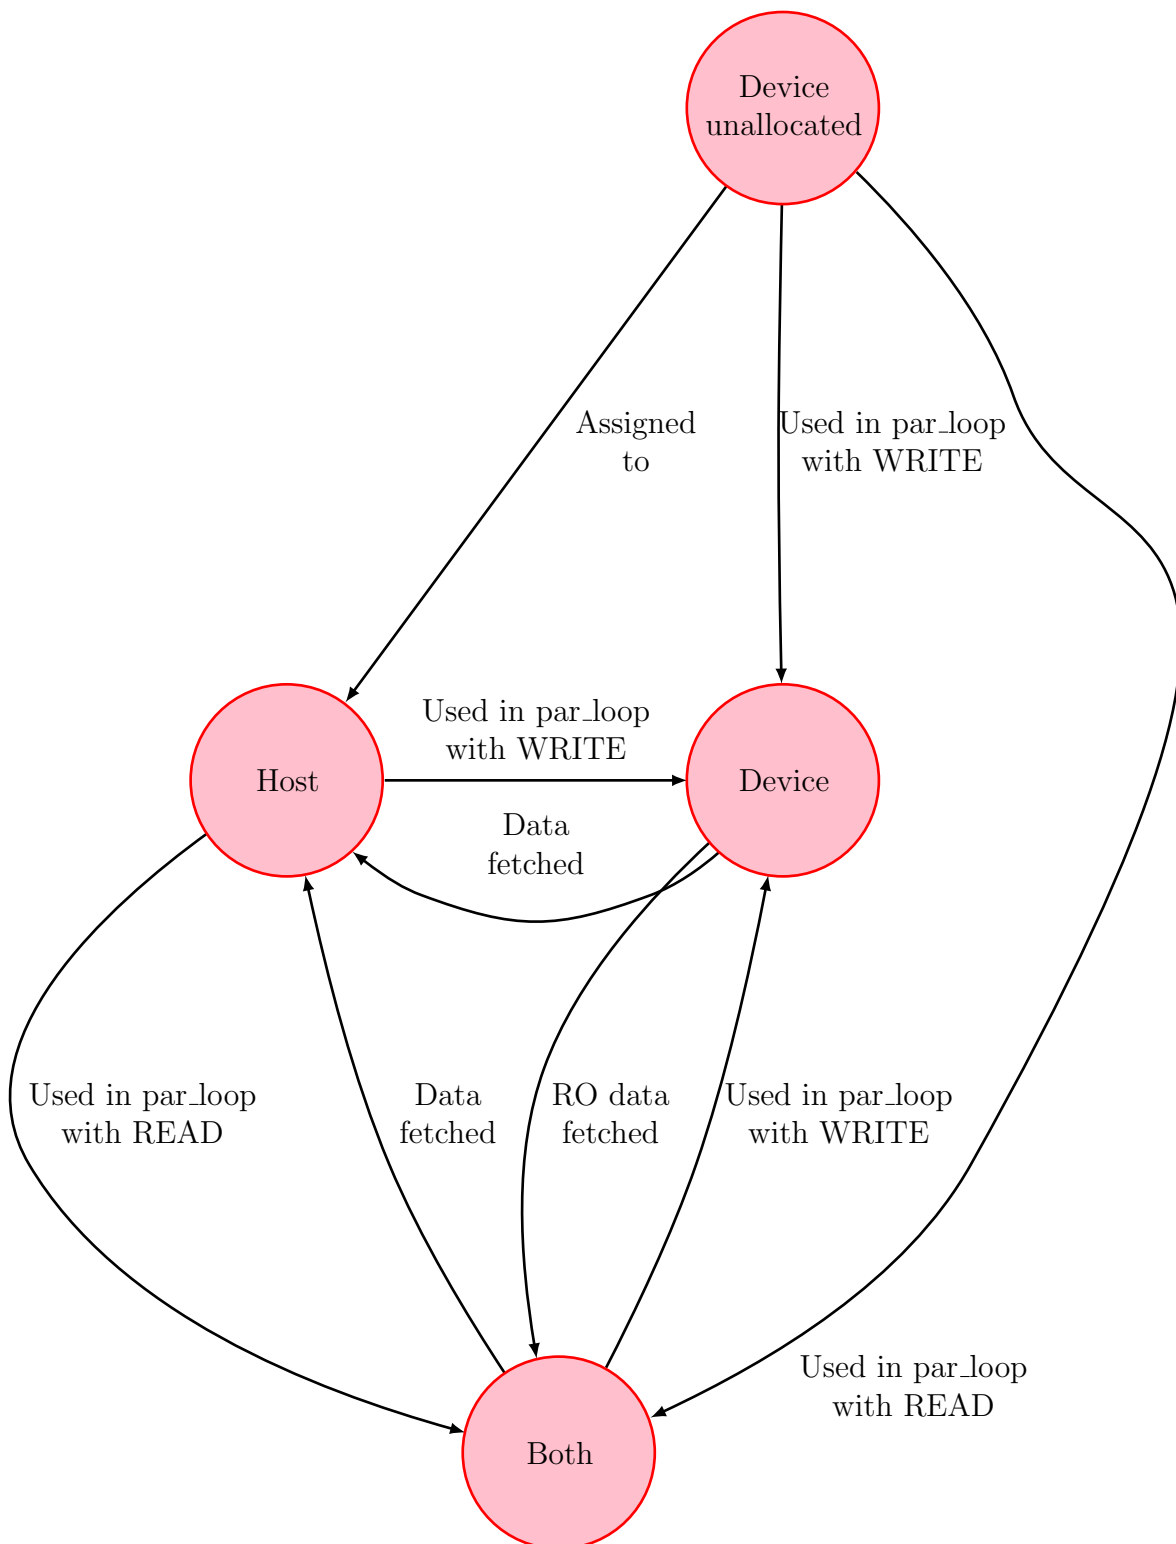 Device
unallocated
Assigned
to
Used in par_loop
with WRITE
Used in par_loop
with WRITE
Host
Device
Data
fetched
Used in par_loop
with READ
Data
fetched
RO data
fetched
Used in par_loop
with WRITE
Used in par_loop
with READ
Both